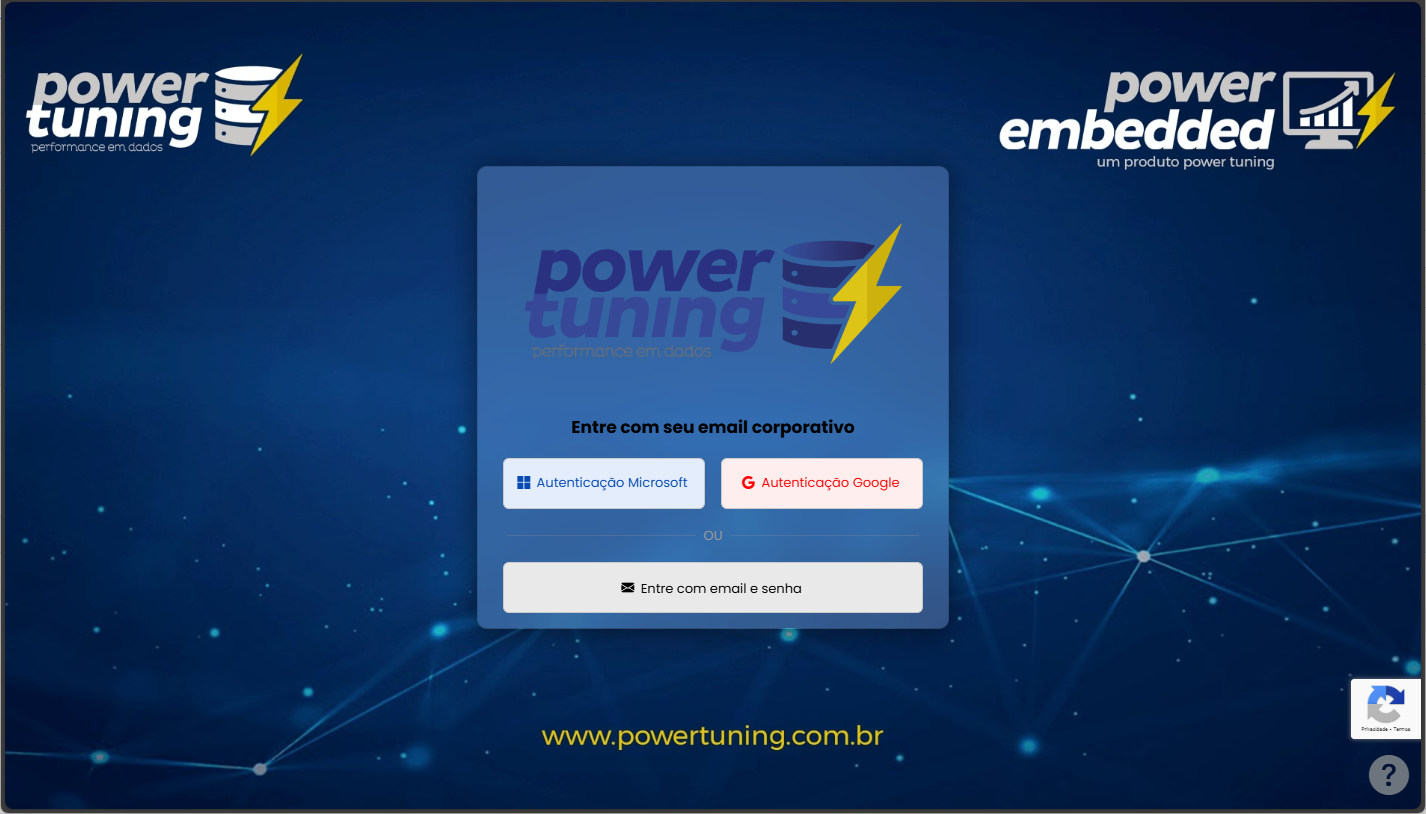 power
tuning
performance em dados
power
embedded
um produto power tuning
power
tuning
performance em dados
Entre com seu email corporativo
Autenticação Microsoft
Autenticação Google
OU
Entre com email e senha
www.powertuning.com.br
Privacidade - Termos
?